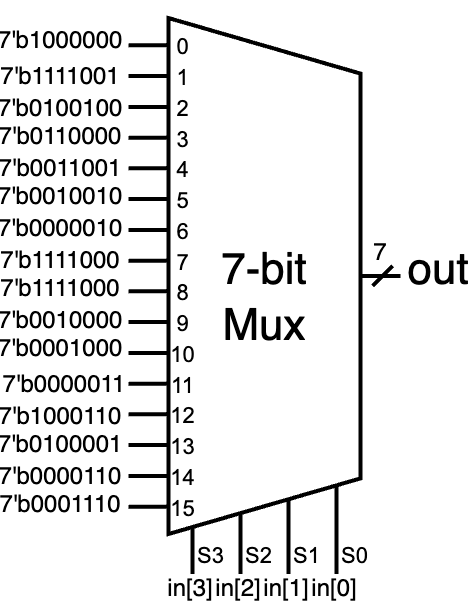 7'b1000000 0
7'b1111001 1
7'b0100100 2
7'b0110000 3
7'b0011001 4
7'b0010010 5
7'b0000010 6
7'b1111000 7
7'b1111000 8
7'b0010000 9
7'b0001000 10
7'b0000011 11
7'b1000110 12
7'b0100001 13
7'b0000110 14
7'b0001110 15
7-bit
Mux
7
out
S3 S2 S1 S0
in[3] in[2] in[1] in[0]